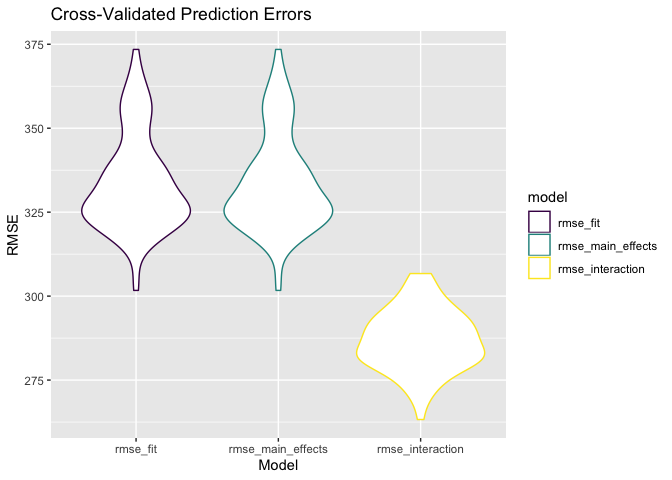 Cross-Validated Prediction Errors
375
350
325
300
275
RMSE
rmse_fit
rmse_main_effects
rmse_interaction
Model
model
rmse_fit
rmse_main_effects
rmse_interaction